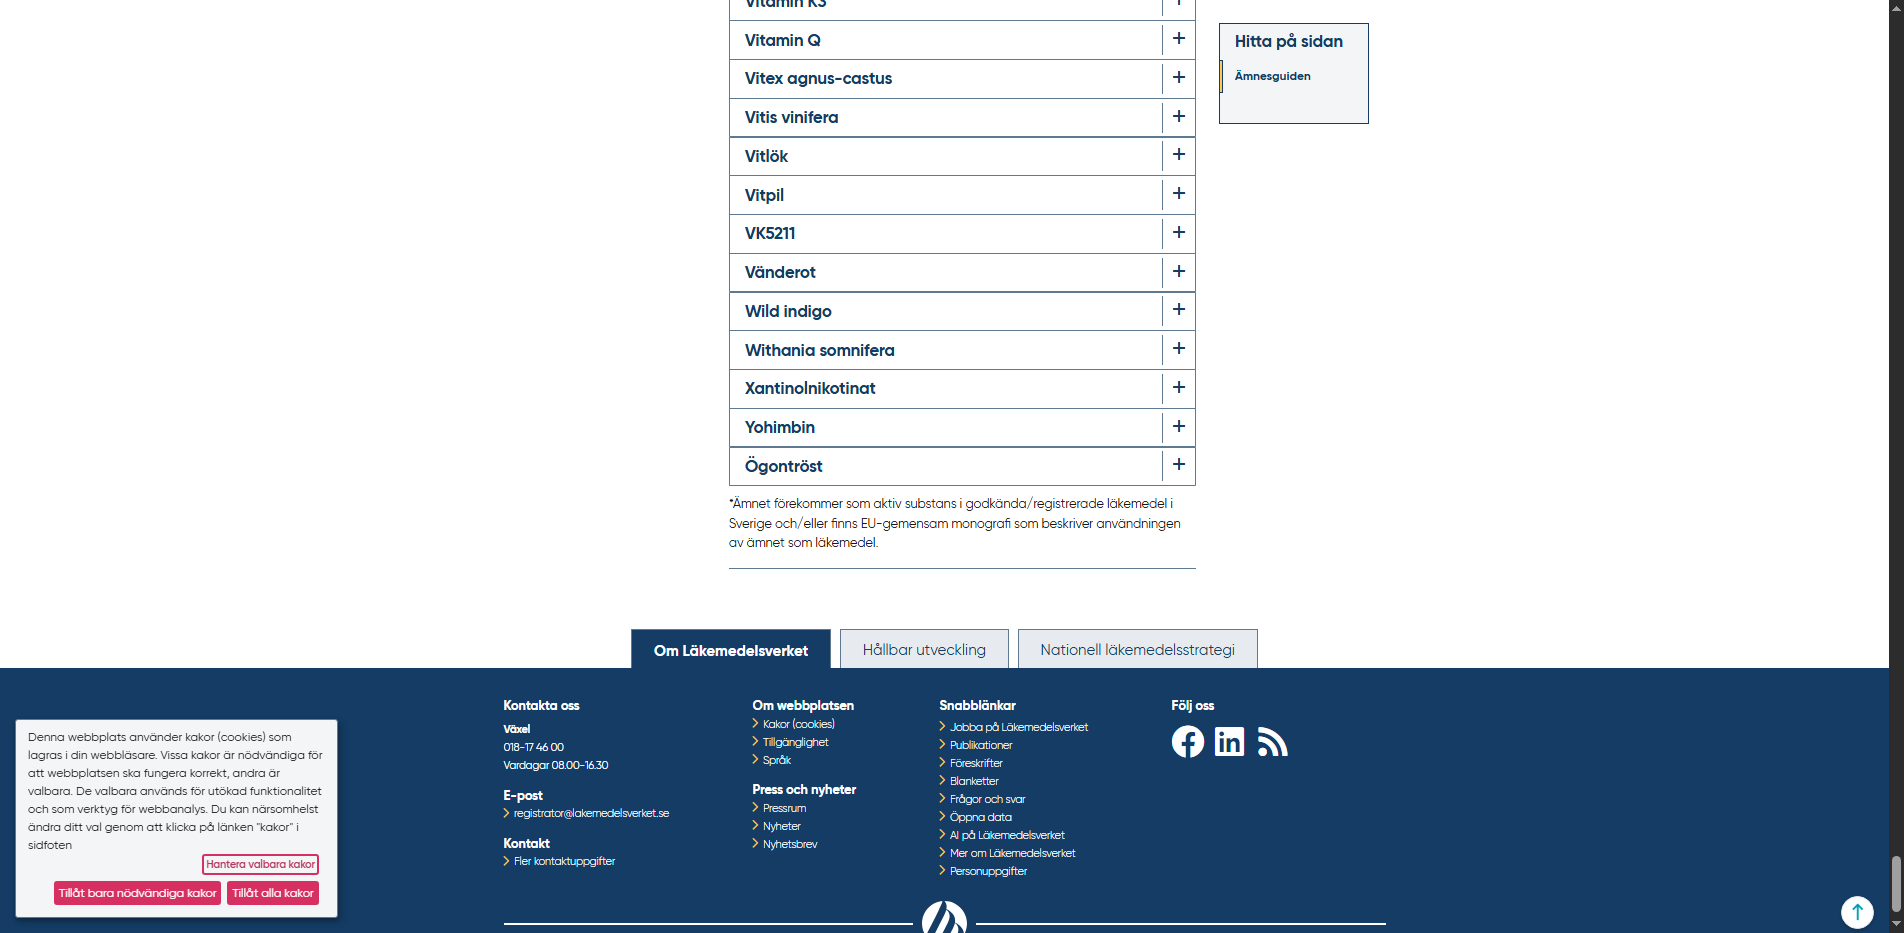 Vitamin K3
Vitamin Q
Vitex agnus-castus
Vitis vinifera
Vitlök
Vitpil
VK5211
Vänderot
Wild indigo
Withania somnifera
Xantinolnikotinat
Yohimbin
Ögontröst
*Ämnet förekommer som aktiv substans i godkända/registrerade läkemedel i
Sverige och/eller finns EU-gemensam monografi som beskriver användningen
av ämnet som läkemedel.
Hitta på sidan
Ämnesguiden
Om Läkemedelsverket
Hållbar utveckling
Nationell läkemedelsstrategi
Kontakta oss
Växel
018-17 46 00
Vardagar 08.00-16.30
E-post
registrator@lakemedelsverket.se
Kontakt
Fler kontaktuppgifter
Om webbplatsen
Kakor (cookies)
Tillgänglighet
Språk
Press och nyheter
Pressrum
Nyheter
Nyhetsbrev
Snabblänkar
Jobba på Läkemedelsverket
Publikationer
Föreskrifter
Blanketter
Frågor och svar
Öppna data
AI på Läkemedelsverket
Mer om Läkemedelsverket
Personuppgifter
Följ oss
Denna webbplats använder kakor (cookies) som
lagras i din webbläsare. Vissa kakor är nödvändiga för
att webbplatsen ska fungera korrekt, andra är
valbara. De valbara används för utökad funktionalitet
och som verktyg för webbanalys. Du kan närsomhelst
ändra ditt val genom att klicka på länken "kakor" i
sidfoten
Hantera valbara kakor
Tillåt bara nödvändiga kakor
Tillåt alla kakor